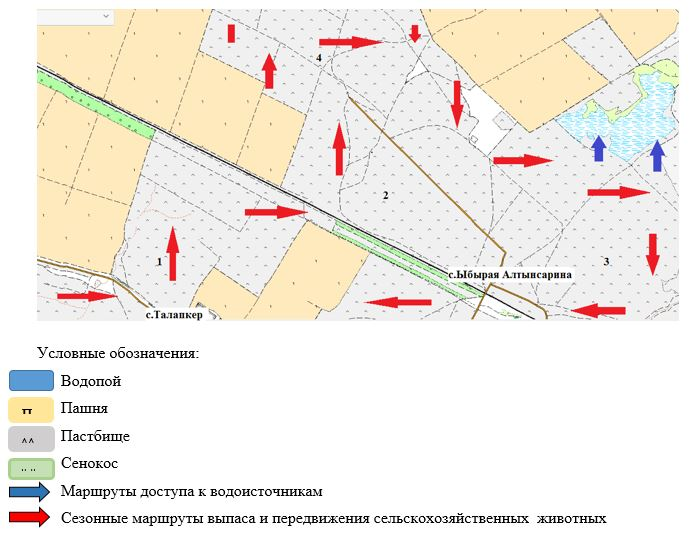 4
2
с.Ыбырая Алтынсарина
1
3
с.Талапкер
Условные обозначения:
Водопой
Пашня
Пастбище
Сенокос
Маршруты доступа к водоисточникам
Сезонные маршруты выпаса и передвижения сельскохозяйственных животных